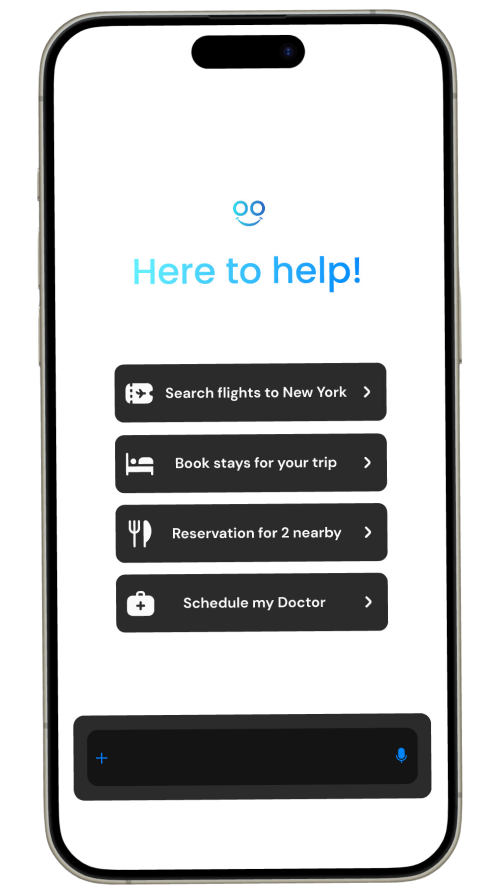 Here to help!
Search flights to New York
Book stays for your trip
Reservation for 2 nearby
Schedule my Doctor